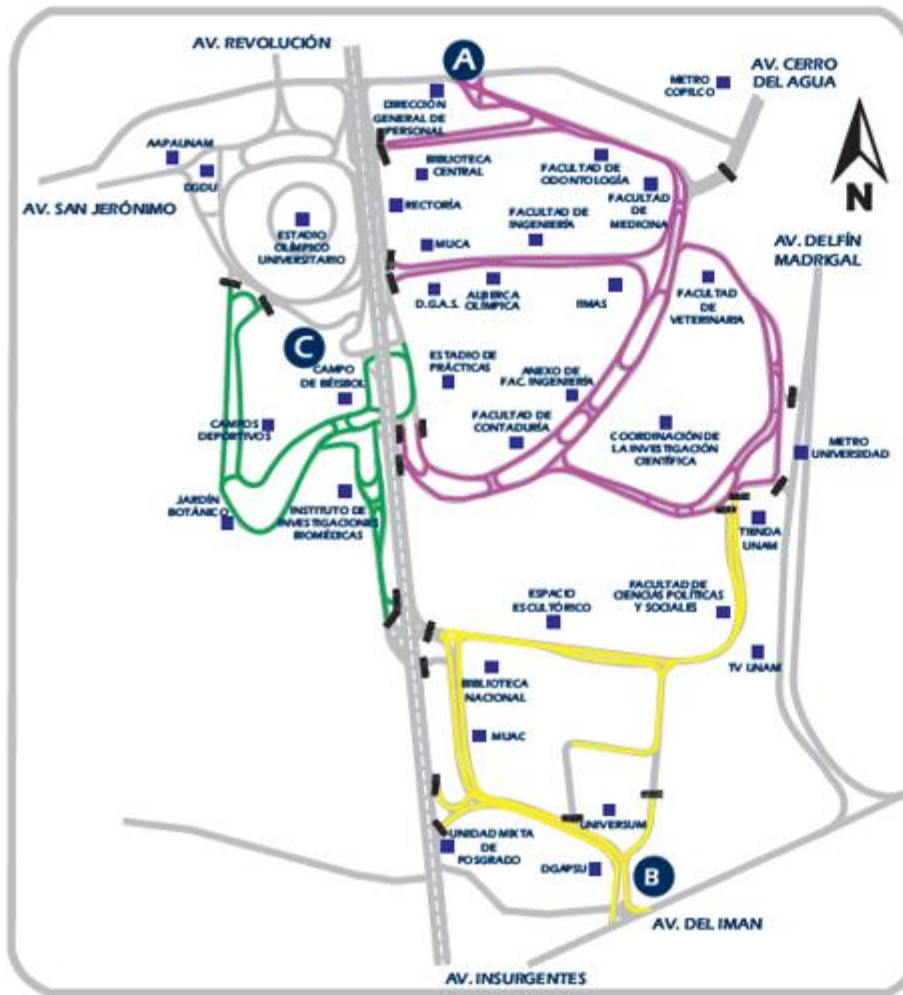 AV. REVOLUCIÓN
A
AV. CERRO
DEL AGUA
METRO
COPILCO
DIRECCIÓN
GENERAL DE
PERSONAL
AAPAUNAM
DGDU
BIBLIOTECA
CENTRAL
FACULTAD DE
ODONTOLOGÍA
FACULTAD
DE
MEDICINA
N
AV. SAN JERÓNIMO
RECTORÍA
ESTADIO
OLÍMPICO
UNIVERSITARIO
FACULTAD DE
INGENIERÍA
MUCA
AV. DELFÍN
MADRIGAL
D.G.A.S.
ALBERCA
OLÍMPICA
IIMAS
FACULTAD
DE
VETERINARIA
C
CAMPO
DE BÉISBOL
ESTADIO DE
PRÁCTICAS
ANEXO DE
FAC. INGENIERÍA
CAMPOS
DEPORTIVOS
FACULTAD DE
CONTADURÍA
COORDINACIÓN DE
LA INVESTIGACIÓN
CIENTÍFICA
METRO
UNIVERSIDAD
JARDÍN
BOTÁNICO
INSTITUTO DE
INVESTIGACIONES
BIOMÉDICAS
TIENDA
UNAM
ESPACIO
ESCULTÓRICO
FACULTAD DE
CIENCIAS POLÍTICAS
Y SOCIALES
BIBLIOTECA
NACIONAL
TV UNAM
MUAC
UNIVERSUM
UNIDAD MIXTA
DE
POSGRADO
DGAPSU
B
AV. DEL IMAN
AV. INSURGENTES